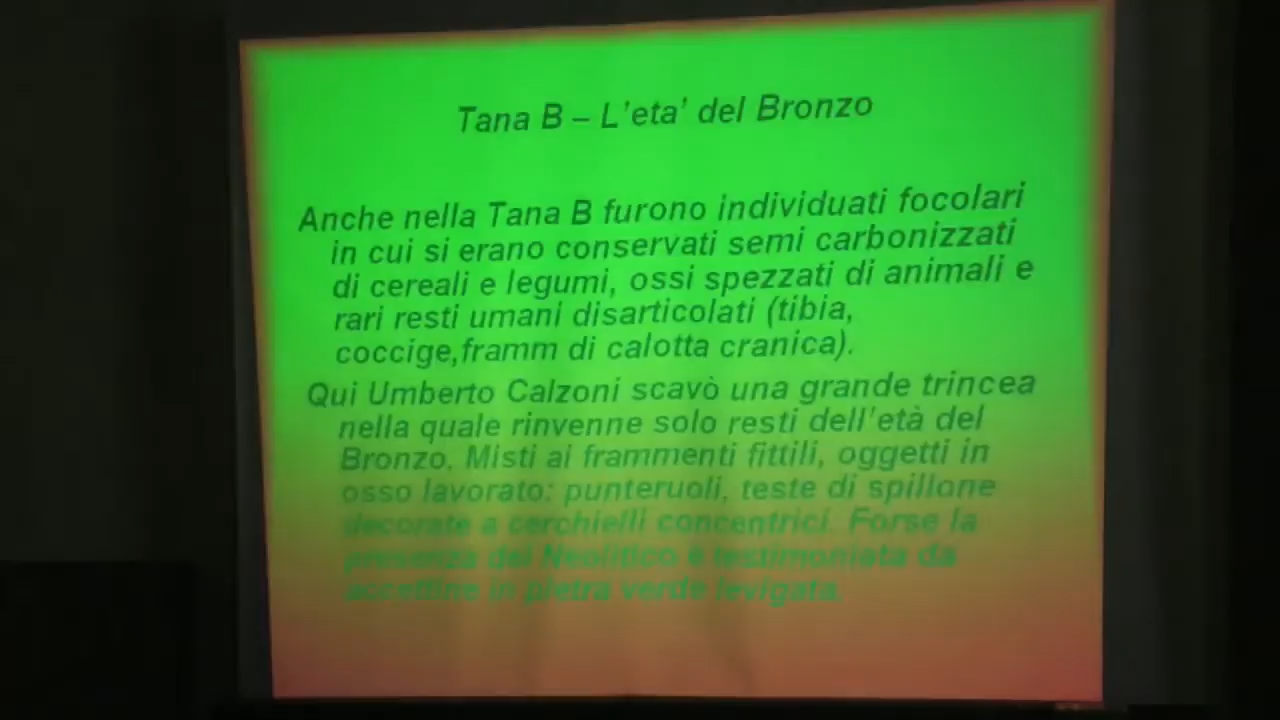 Tana B – L'eta' del Bronzo
Anche nella Tana B furono individuati focolari
in cui si erano conservati semi carbonizzati
di cereali e legumi, ossi spezzati di animali e
rari resti umani disarticolati (tibia,
coccige,framm di calotta cranica).
Qui Umberto Calzoni scavò una grande trincea
nella quale rinvenne solo resti dell'età del
Bronzo. Misti ai frammenti fittili, oggetti in
osso lavorato: punteruoli, teste di spillone
decorate a cerchielli concentrici. Forse la
presenza del Neolitico è testimoniata da
accettine in pietra verde levigata.